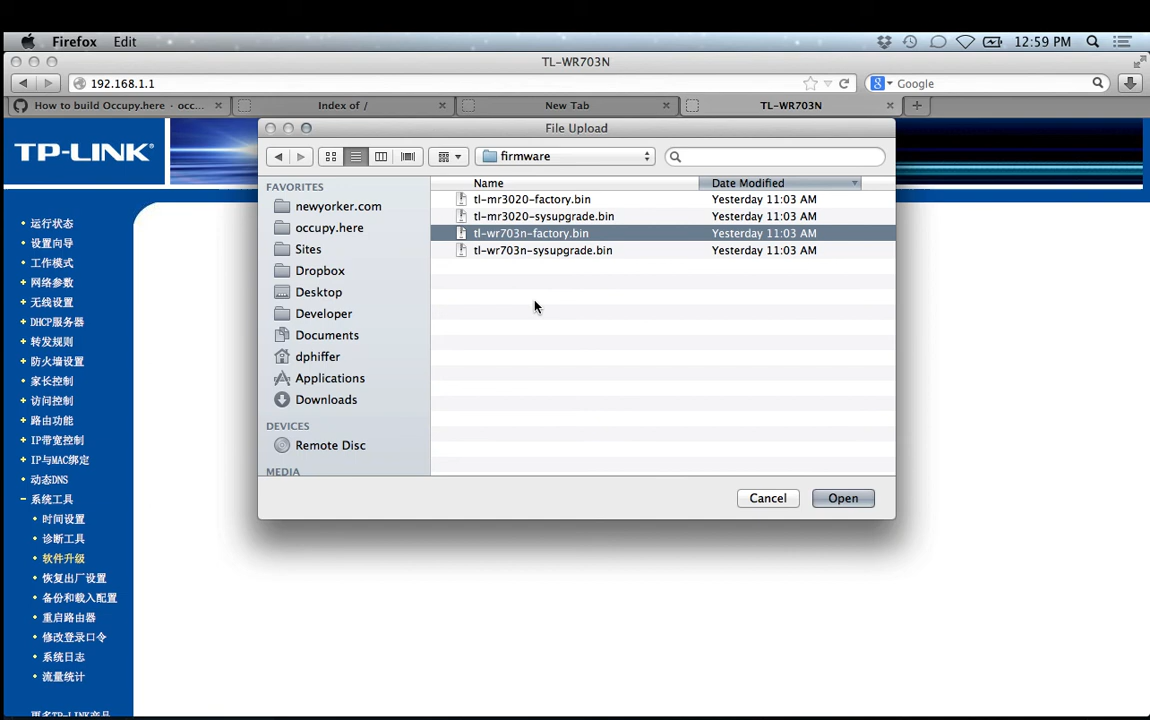 Firefox Edit 12:59 PM
TL-WR703N
192.168.1.1 Google
How to build Occupy.here · occ... Index of / New Tab TL-WR703N
TP-LINK
File Upload
firmware
FAVORITES
newyorker.com
occupy.here
Sites
Dropbox
Desktop
Developer
Documents
dphiffer
Applications
Downloads
DEVICES
Remote Disc
MEDIA
Name Date Modified
tl-mr3020-factory.bin Yesterday 11:03 AM
tl-mr3020-sysupgrade.bin Yesterday 11:03 AM
tl-wr703n-factory.bin Yesterday 11:03 AM
tl-wr703n-sysupgrade.bin Yesterday 11:03 AM
Cancel Open
运行状态
设置向导
工作模式
网络参数
无线设置
DHCP服务器
转发规则
防火墙设置
家长控制
访问控制
路由功能
IP带宽控制
IP与MAC绑定
动态DNS
系统工具
时间设置
诊断工具
软件升级
恢复出厂设置
备份和载入配置
重启路由器
修改登录口令
系统日志
流量统计
更多TP-LINK产品